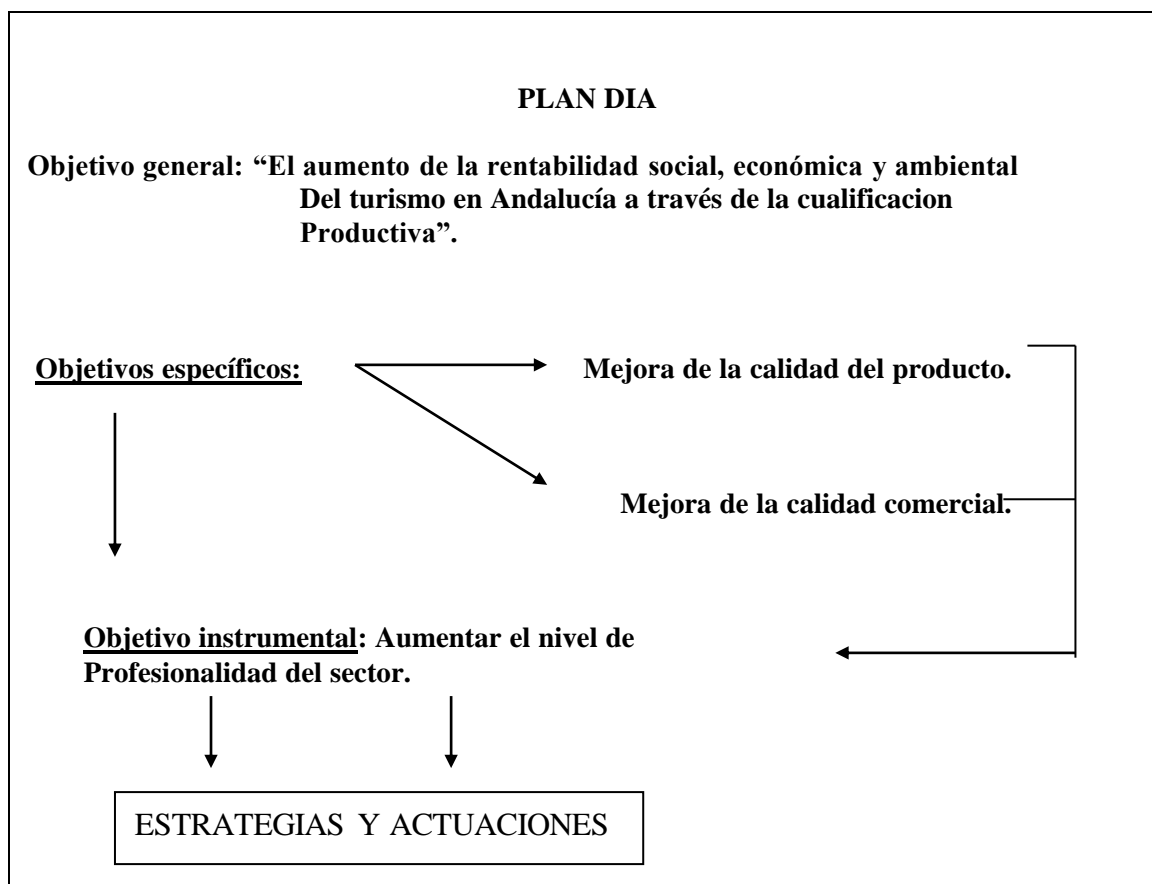 PLAN DIA
Objetivo general: “El aumento de la rentabilidad social, económica y ambiental
Del turismo en Andalucía a través de la cualificacion
Productiva”.
Objetivos específicos:
Mejora de la calidad del producto.
Mejora de la calidad comercial.
Objetivo instrumental: Aumentar el nivel de
Profesionalidad del sector.
ESTRATEGIAS Y ACTUACIONES